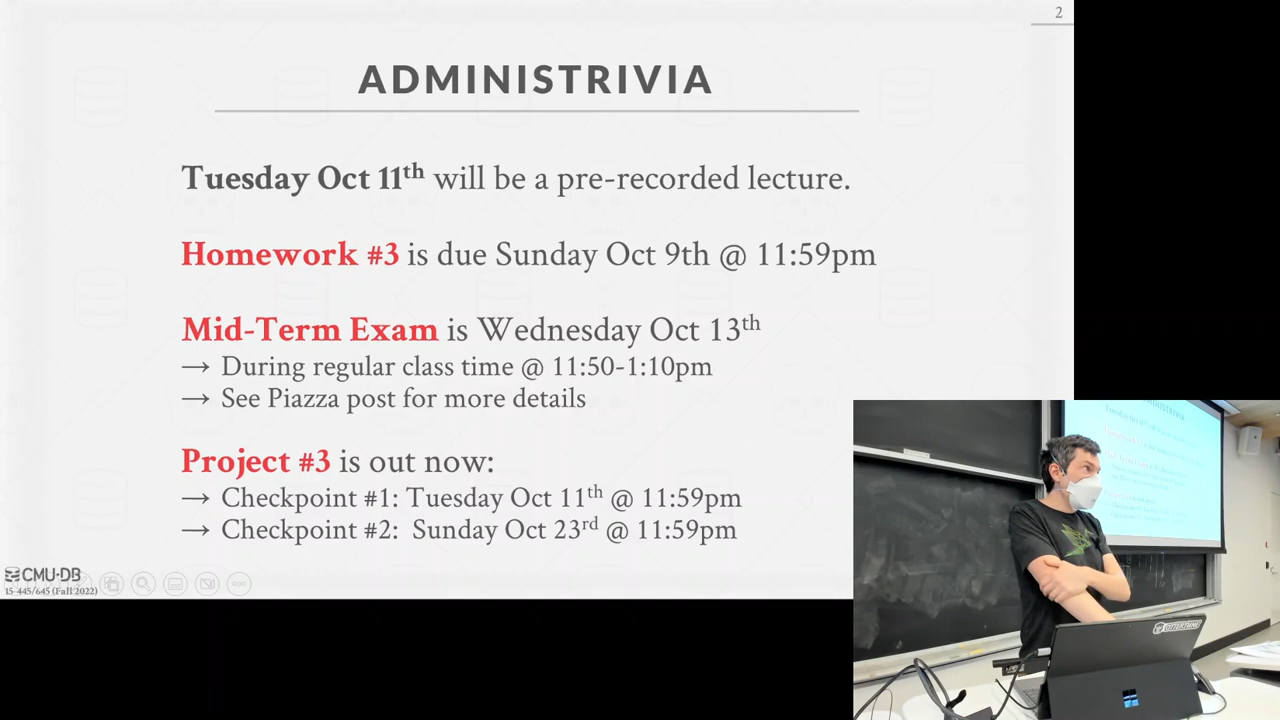 2
ADMINISTRIVIA
Tuesday Oct 11th will be a pre-recorded lecture.
Homework #3 is due Sunday Oct 9th @ 11:59pm
Mid-Term Exam is Wednesday Oct 13th
→ During regular class time @ 11:50-1:10pm
→ See Piazza post for more details
Project #3 is out now:
→ Checkpoint #1: Tuesday Oct 11th @ 11:59pm
→ Checkpoint #2: Sunday Oct 23rd @ 11:59pm
CMU·DB
15-445/645 (Fall 2022)
ADMINISTRIVIA
OTTERTUNE